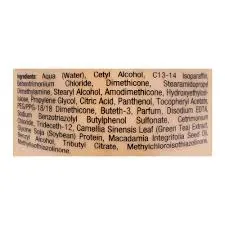 Ingredients: Aqua (Water), Cetyl Alcohol, C13-14 Isoparaffin,
Behentrimonium Chloride, Dimethicone, Stearamidopropyl
Dimethylamine, Stearyl Alcohol, Amodimethicone, Hydroxyethylcellu-
lose, Propylene Glycol, Citric Acid, Panthenol, Tocopheryl Acetate,
PEG/PPG-18/18 Dimethicone, Buteth-3, Parfum, Disodium EDTA,
Sodium Benzotriazolyl Butylphenol Sulfonate, Cetrimonium
Chloride, Trideceth-12, Camellia Sinensis Leaf (Green Tea) Extract,
Glycine Soja (Soybean) Protein, Macadamia Integrifolia Seed Oil,
Benzyl Alcohol, Tributyl Citrate, Methylchloroisothiazolinone,
Methylisothiazolinone.